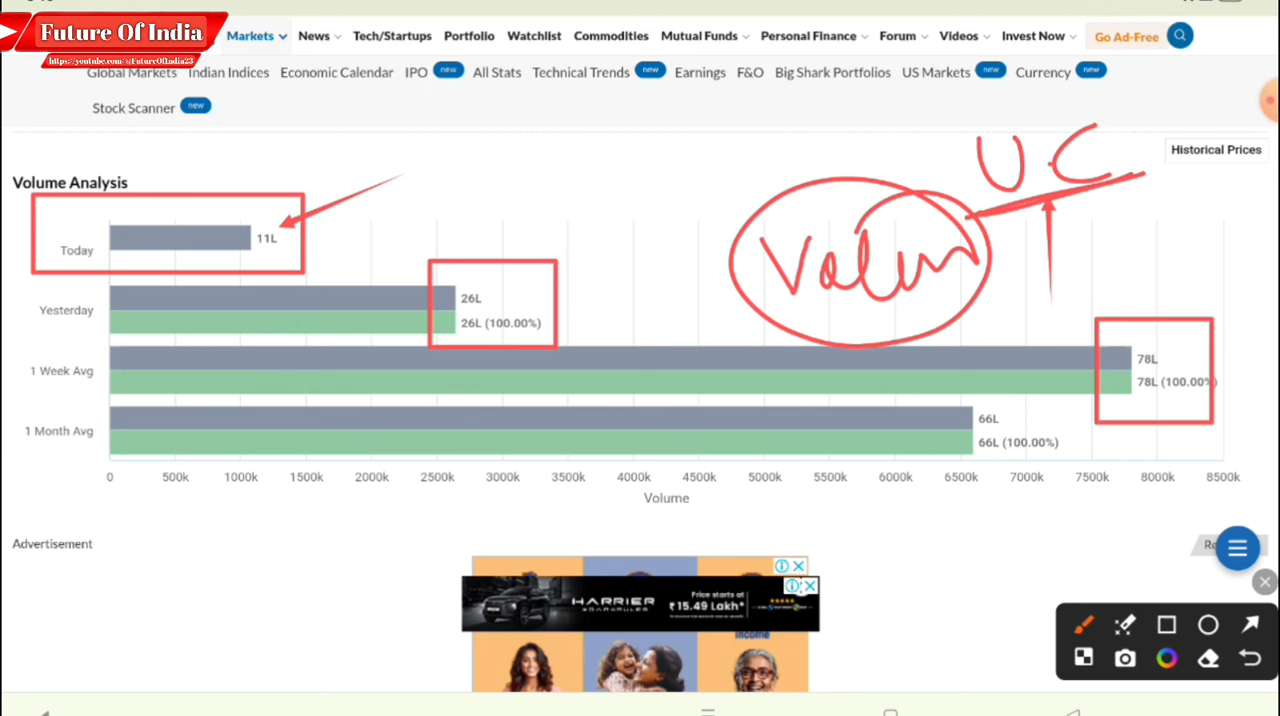 Future Of India
https://youtube.com/@FutureOfIndia23
Markets News Tech/Startups Portfolio Watchlist Commodities Mutual Funds Personal Finance Forum Videos Invest Now Go Ad-Free
Global Markets Indian Indices Economic Calendar IPO new All Stats Technical Trends new Earnings F&O Big Shark Portfolios US Markets new Currency new
Stock Scanner new
U.C
Historical Prices
Volume Analysis
Volum
Today 11L
Yesterday 26L
26L (100.00%)
1 Week Avg 78L
78L (100.00%)
1 Month Avg 66L
66L (100.00%)
0 500k 1000k 1500k 2000k 2500k 3000k 3500k 4000k 4500k 5000k 5500k 6000k 6500k 7000k 7500k 8000k 8500k
Volume
Advertisement
Re
HARRIER
#DARKRULES
Price starts at
₹ 15.49 Lakh*
income